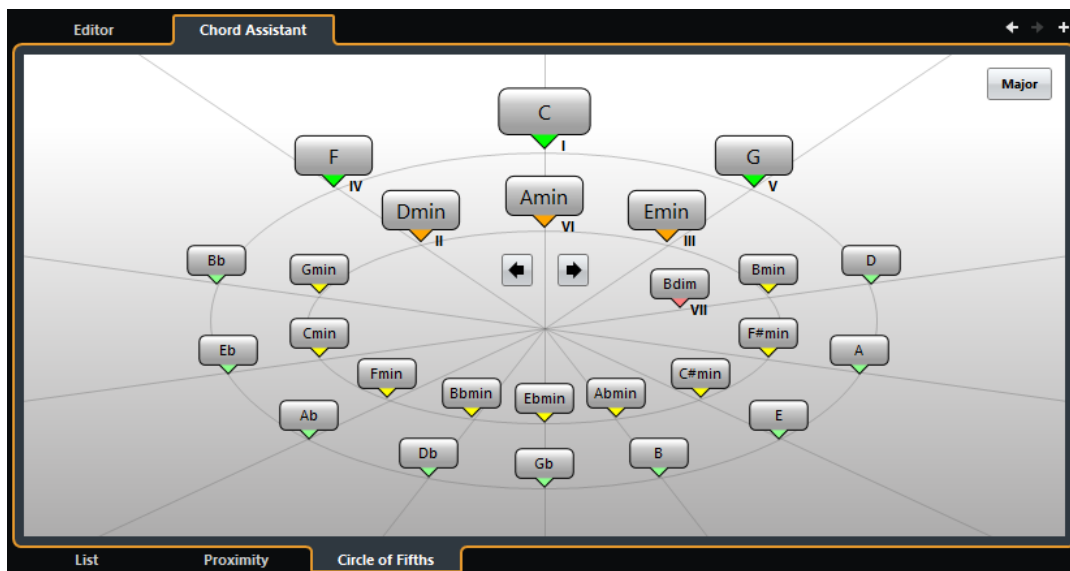 Editor Chord Assistant
Major
C
I
F G
IV V
Amin
Dmin Emin
VI
II III
Bb Gmin Bmin D
Bdim
VII
Eb Cmin F#min A
Fmin C#min
Bbmin Ebmin Abmin
Ab E
Db Gb B
List Proximity Circle of Fifths